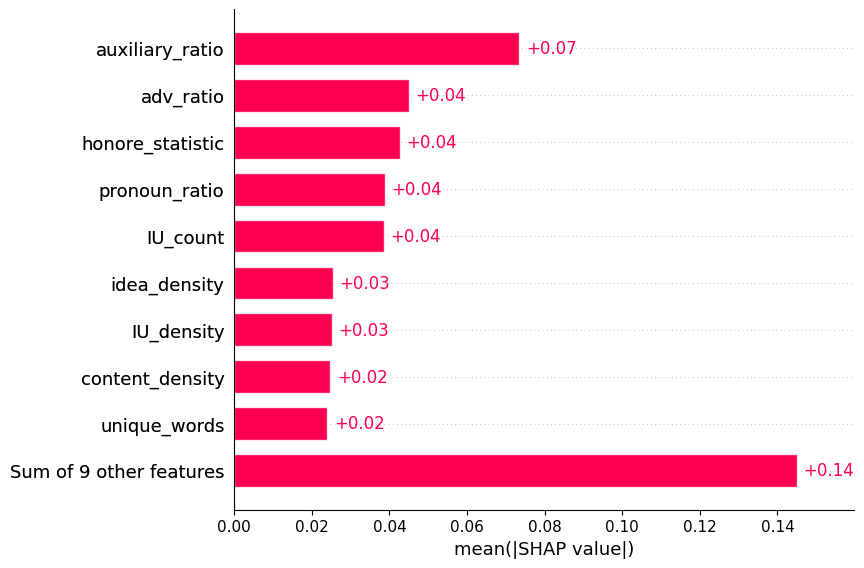 auxiliary_ratio +0.07
adv_ratio +0.04
honore_statistic +0.04
pronoun_ratio +0.04
IU_count +0.04
idea_density +0.03
IU_density +0.03
content_density +0.02
unique_words +0.02
Sum of 9 other features +0.14
0.00 0.02 0.04 0.06 0.08 0.10 0.12 0.14
mean(|SHAP value|)